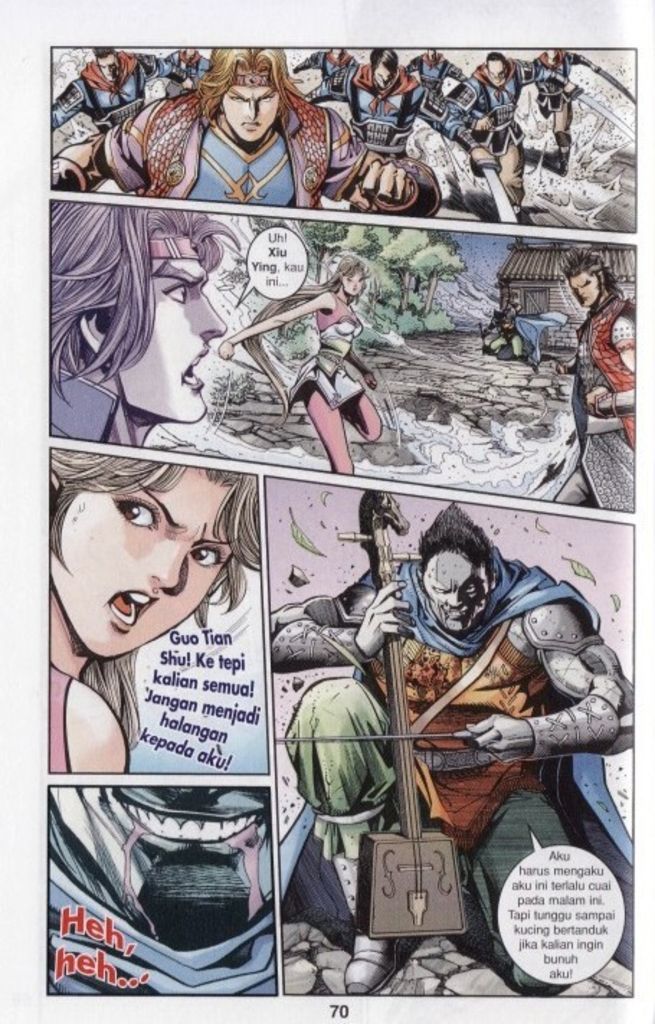 Uh!
Xiu
Ying, kau
ini...
Guo Tian
Shu! Ke tepi
kalian semua!
Jangan menjadi
halangan
kepada aku!
Heh,
heh...
Aku
harus mengaku
aku ini terlalu cuai
pada malam ini.
Tapi tunggu sampai
kucing bertanduk
jika kalian ingin
bunuh
aku!
70